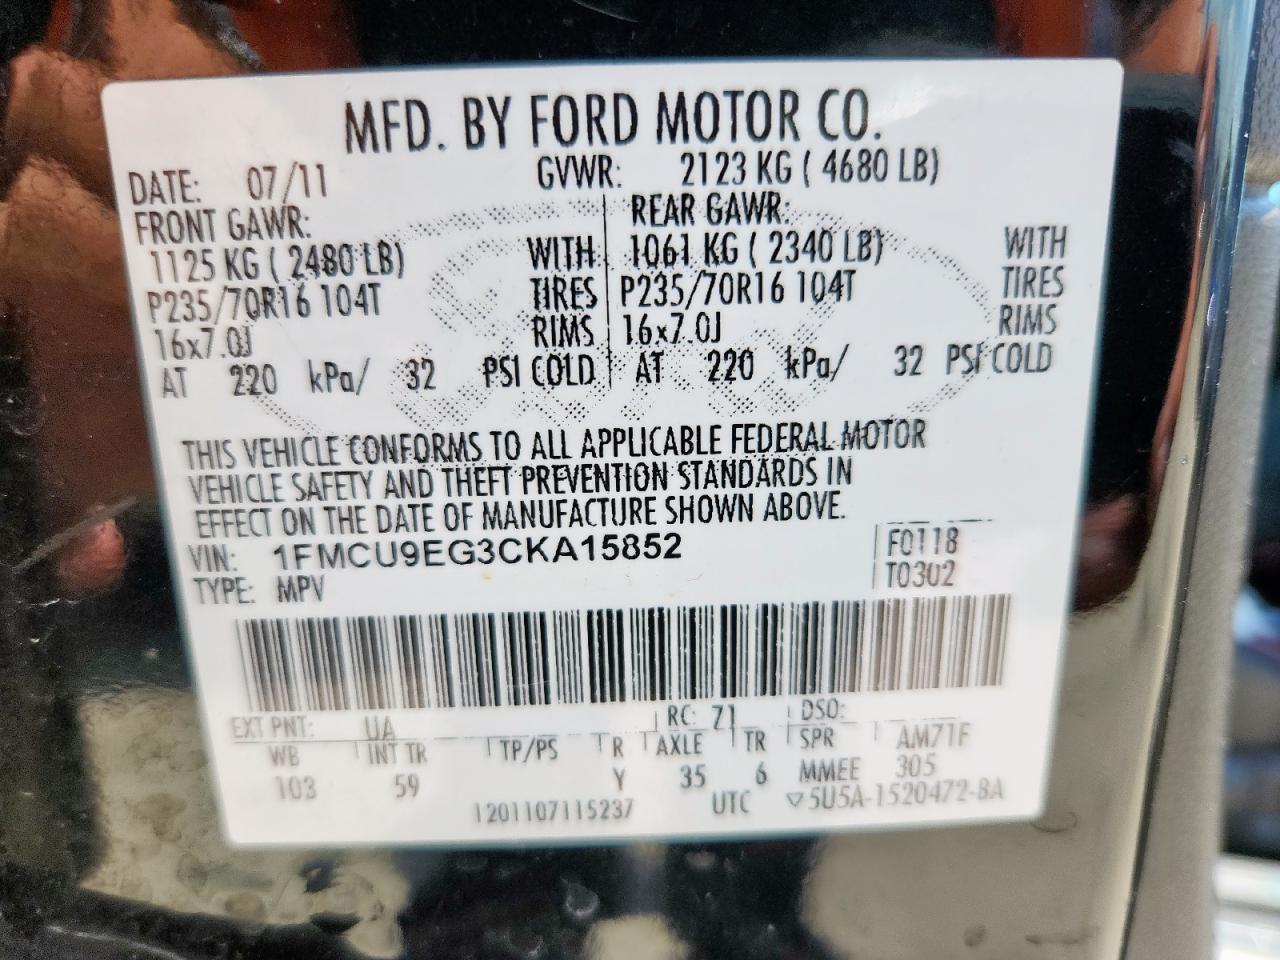 MFD. BY FORD MOTOR CO.
DATE: 07/11 GVWR: 2123 KG ( 4680 LB)
FRONT GAWR: REAR GAWR:
1125 KG ( 2480 LB) WITH 1061 KG ( 2340 LB) WITH
P235/70R16 104T TIRES P235/70R16 104T TIRES
16x7.0J RIMS 16x7.0J RIMS
AT 220 kPa/ 32 PSI COLD AT 220 kPa/ 32 PSI COLD
THIS VEHICLE CONFORMS TO ALL APPLICABLE FEDERAL MOTOR
VEHICLE SAFETY AND THEFT PREVENTION STANDARDS IN
EFFECT ON THE DATE OF MANUFACTURE SHOWN ABOVE.
VIN: 1FMCU9EG3CKA15852 F0118
TYPE: MPV T0302
EXT PNT: UA RC: 71 DSO:
WB INT TR TP/PS R AXLE TR SPR AM71F
103 59 Y 35 6 MMEE 305
1201107115237 UTC ▽5U5A-1520472-BA